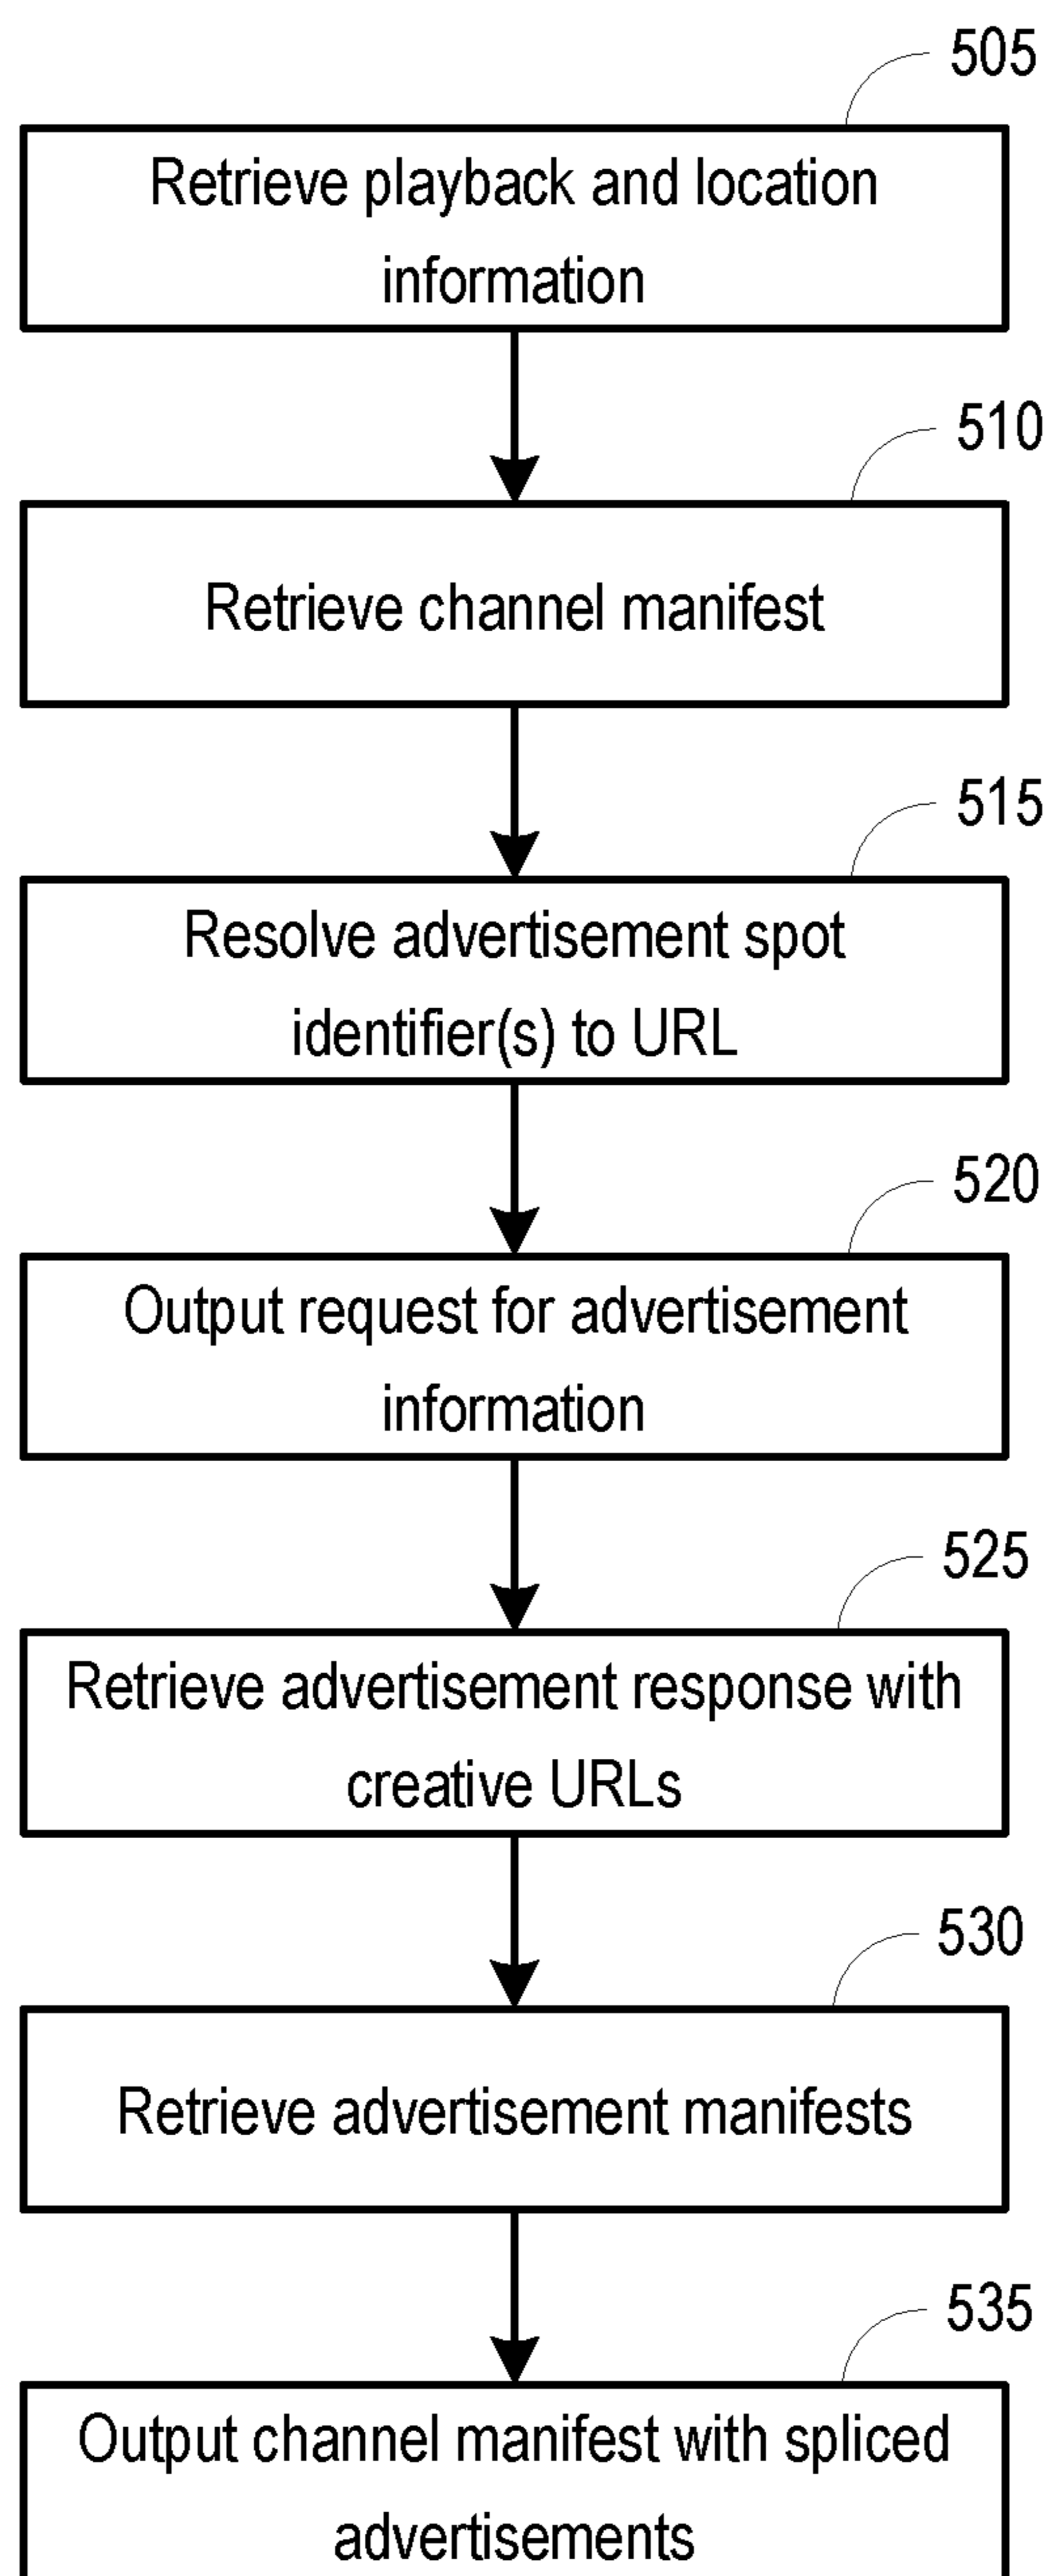 505
Retrieve playback and location
information
510
Retrieve channel manifest
515
Resolve advertisement spot
identifier(s) to URL
520
Output request for advertisement
information
525
Retrieve advertisement response with
creative URLs
530
Retrieve advertisement manifests
535
Output channel manifest with spliced
advertisements